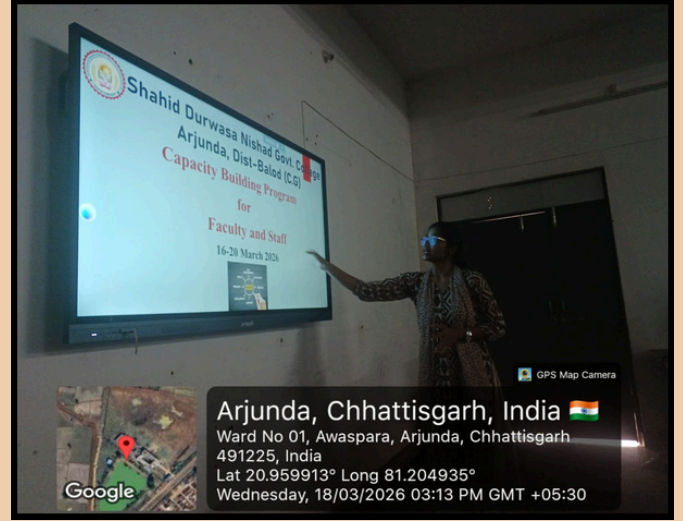 Shahid Durwasa Nishad Govt. College
Arjunda, Dist-Balod (C.G)
Capacity Building Program
for
Faculty and Staff
16-20 March 2026
GPS Map Camera
Google
Arjunda, Chhattisgarh, India
Ward No 01, Awaspara, Arjunda, Chhattisgarh
491225, India
Lat 20.959913° Long 81.204935°
Wednesday, 18/03/2026 03:13 PM GMT +05:30